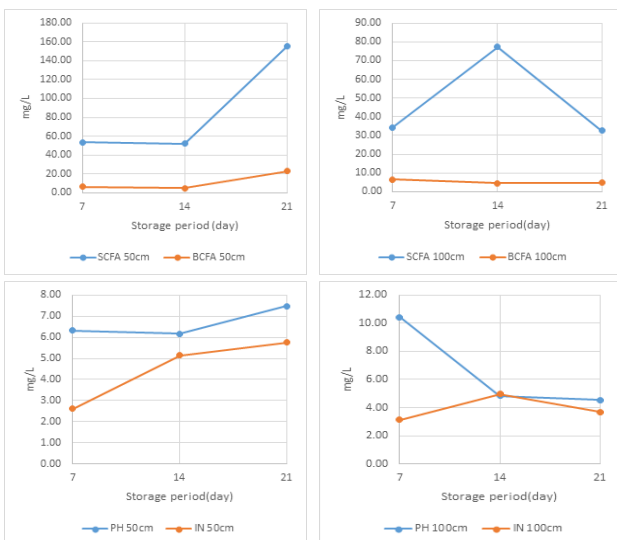 180.00
160.00
140.00
120.00
100.00
80.00
60.00
40.00
20.00
0.00
mg/L
7 14 21
Storage period (day)
SCFA 50cm BCFA 50cm
90.00
80.00
70.00
60.00
50.00
40.00
30.00
20.00
10.00
0.00
mg/L
7 14 21
Storage period (day)
SCFA 100cm BCFA 100cm
8.00
7.00
6.00
5.00
4.00
3.00
2.00
1.00
0.00
mg/L
7 14 21
Storage period(day)
PH 50cm IN 50cm
12.00
10.00
8.00
6.00
4.00
2.00
0.00
mg/L
7 14 21
Storage period(day)
PH 100cm IN 100cm